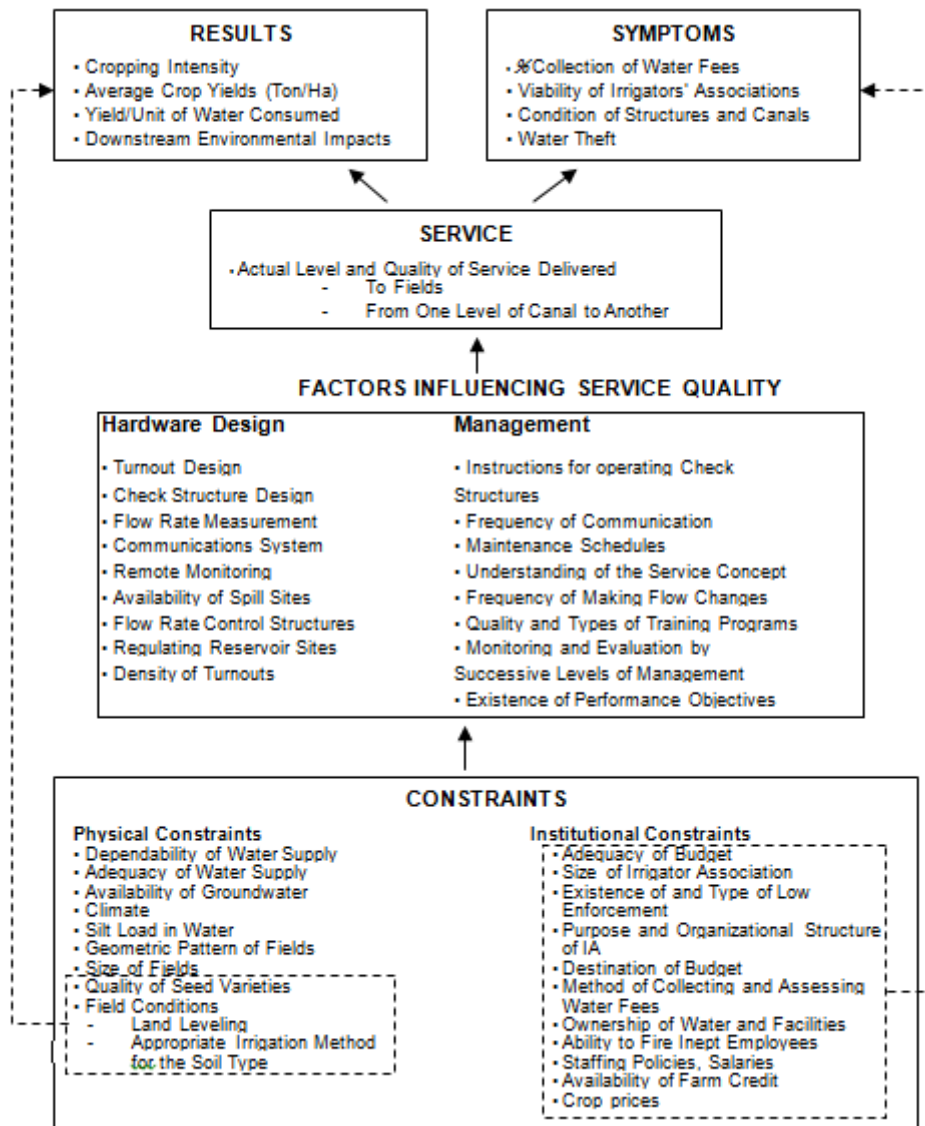 RESULTS
• Cropping Intensity
• Average Crop Yields (Ton/Ha)
• Yield/Unit of Water Consumed
• Downstream Environmental Impacts
SYMPTOMS
• % Collection of Water Fees
• Viability of Irrigators' Associations
• Condition of Structures and Canals
• Water Theft
SERVICE
• Actual Level and Quality of Service Delivered
- To Fields
- From One Level of Canal to Another
FACTORS INFLUENCING SERVICE QUALITY
Hardware Design
• Turnout Design
• Check Structure Design
• Flow Rate Measurement
• Communications System
• Remote Monitoring
• Availability of Spill Sites
• Flow Rate Control Structures
• Regulating Reservoir Sites
• Density of Turnouts
Management
• Instructions for operating Check
Structures
• Frequency of Communication
• Maintenance Schedules
• Understanding of the Service Concept
• Frequency of Making Flow Changes
• Quality and Types of Training Programs
• Monitoring and Evaluation by
Successive Levels of Management
• Existence of Performance Objectives
CONSTRAINTS
Physical Constraints
• Dependability of Water Supply
• Adequacy of Water Supply
• Availability of Groundwater
• Climate
• Silt Load in Water
• Geometric Pattern of Fields
• Size of Fields
• Quality of Seed Varieties
• Field Conditions
- Land Leveling
- Appropriate Irrigation Method
for the Soil Type
Institutional Constraints
• Adequacy of Budget
• Size of Irrigator Association
• Existence of and Type of Low
Enforcement
• Purpose and Organizational Structure
of IA
• Destination of Budget
• Method of Collecting and Assessing
Water Fees
• Ownership of Water and Facilities
• Ability to Fire Inept Employees
• Staffing Policies, Salaries
• Availability of Farm Credit
• Crop prices